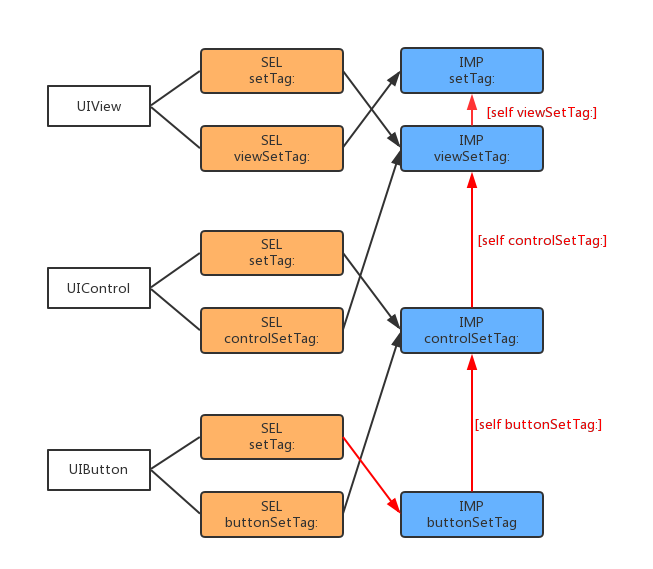 UIView
SEL
setTag:
SEL
viewSetTag:
IMP
setTag:
[self viewSetTag:]
IMP
viewSetTag:
[self controlSetTag:]
UIControl
SEL
setTag:
SEL
controlSetTag:
IMP
controlSetTag:
[self buttonSetTag:]
UIButton
SEL
setTag:
SEL
buttonSetTag:
IMP
buttonSetTag